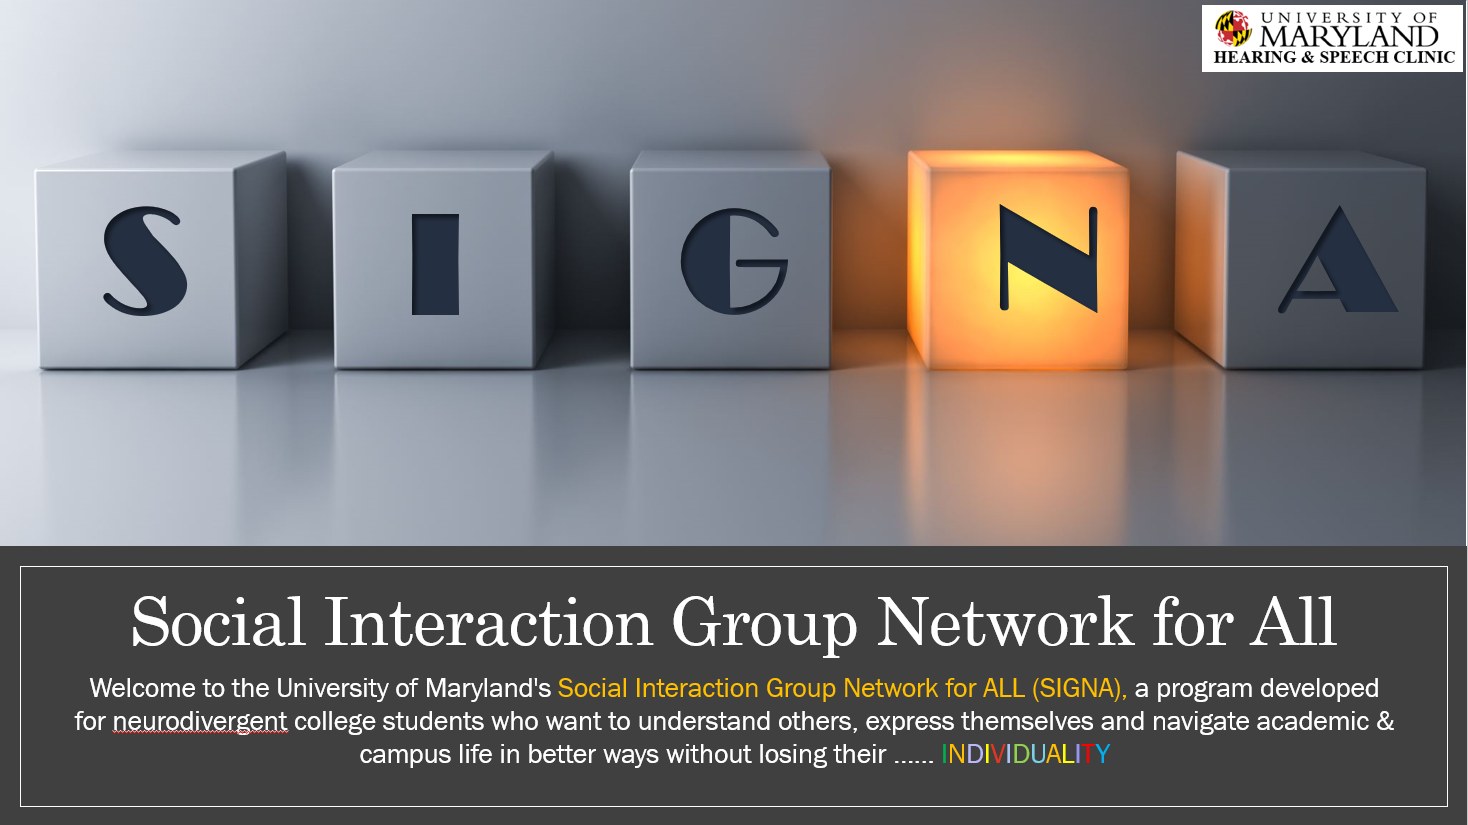 UNIVERSITY OF
MARYLAND
HEARING & SPEECH CLINIC
S I G N A
Social Interaction Group Network for All
Welcome to the University of Maryland's Social Interaction Group Network for ALL (SIGNA), a program developed
for neurodivergent college students who want to understand others, express themselves and navigate academic &
campus life in better ways without losing their ...... INDIVIDUALITY